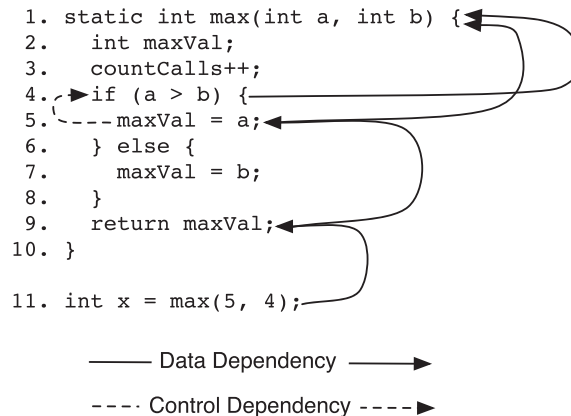 1. static int max(int a, int b) {
2. int maxVal;
3. countCalls++;
4. if (a > b) {
5. maxVal = a;
6. } else {
7. maxVal = b;
8. }
9. return maxVal;
10. }
11. int x = max(5, 4);
Data Dependency
Control Dependency